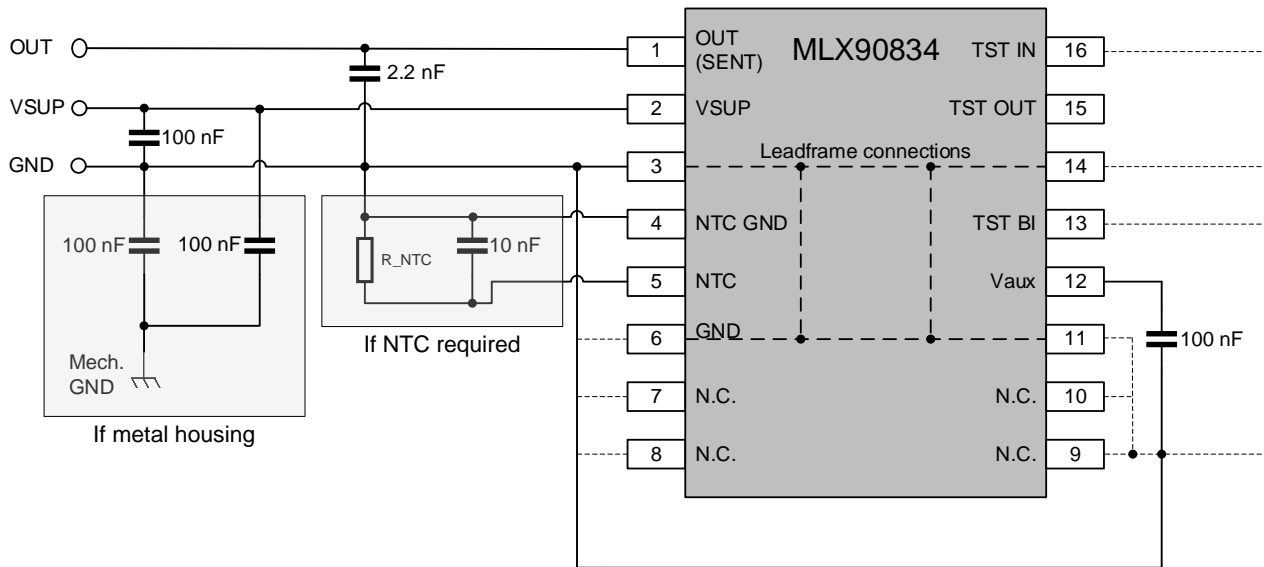 OUT
VSUP
GND
2.2 nF
100 nF
100 nF
100 nF
Mech.
GND
If metal housing
R_NTC
10 nF
If NTC required
MLX90834
1
OUT
(SENT)
2
VSUP
3
Leadframe connections
4
NTC GND
5
NTC
6
GND
7
N.C.
8
N.C.
TST IN
16
TST OUT
15
14
TST BI
13
Vaux
12
11
N.C.
10
N.C.
9
100 nF